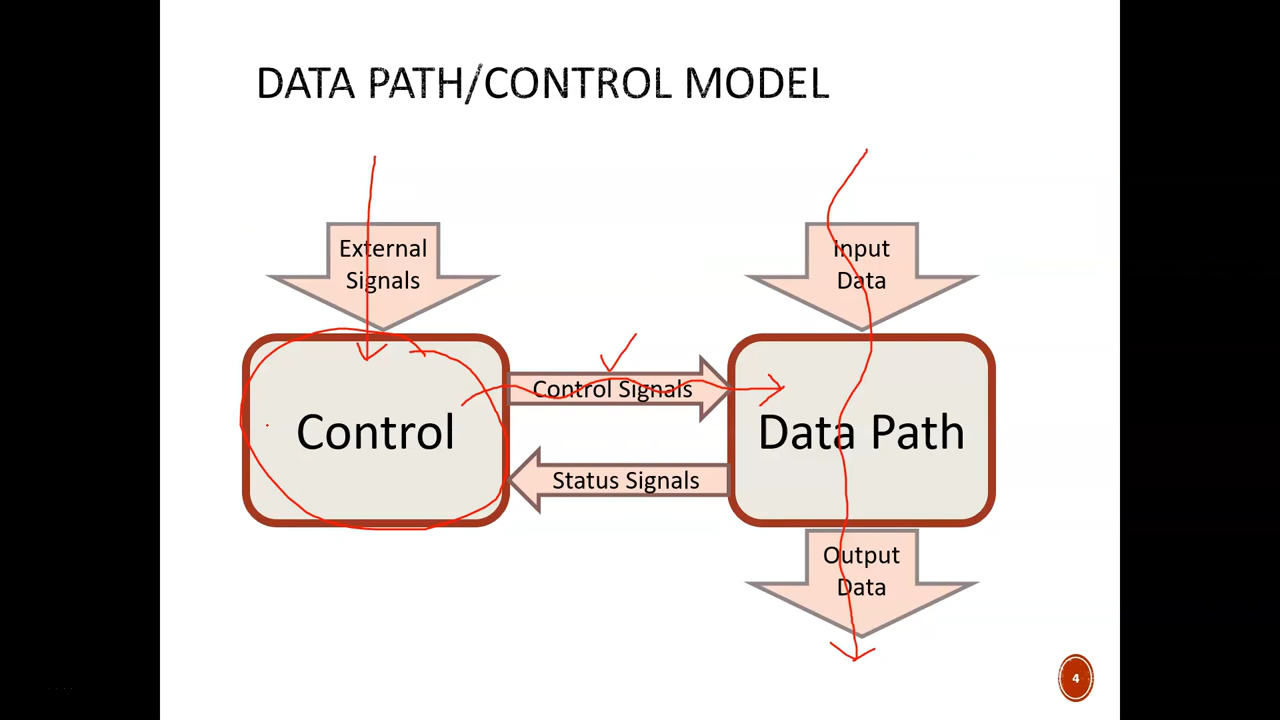 DATA PATH/CONTROL MODEL
External
Signals
Input
Data
Control Signals
Control
Data Path
Status Signals
Output
Data
4